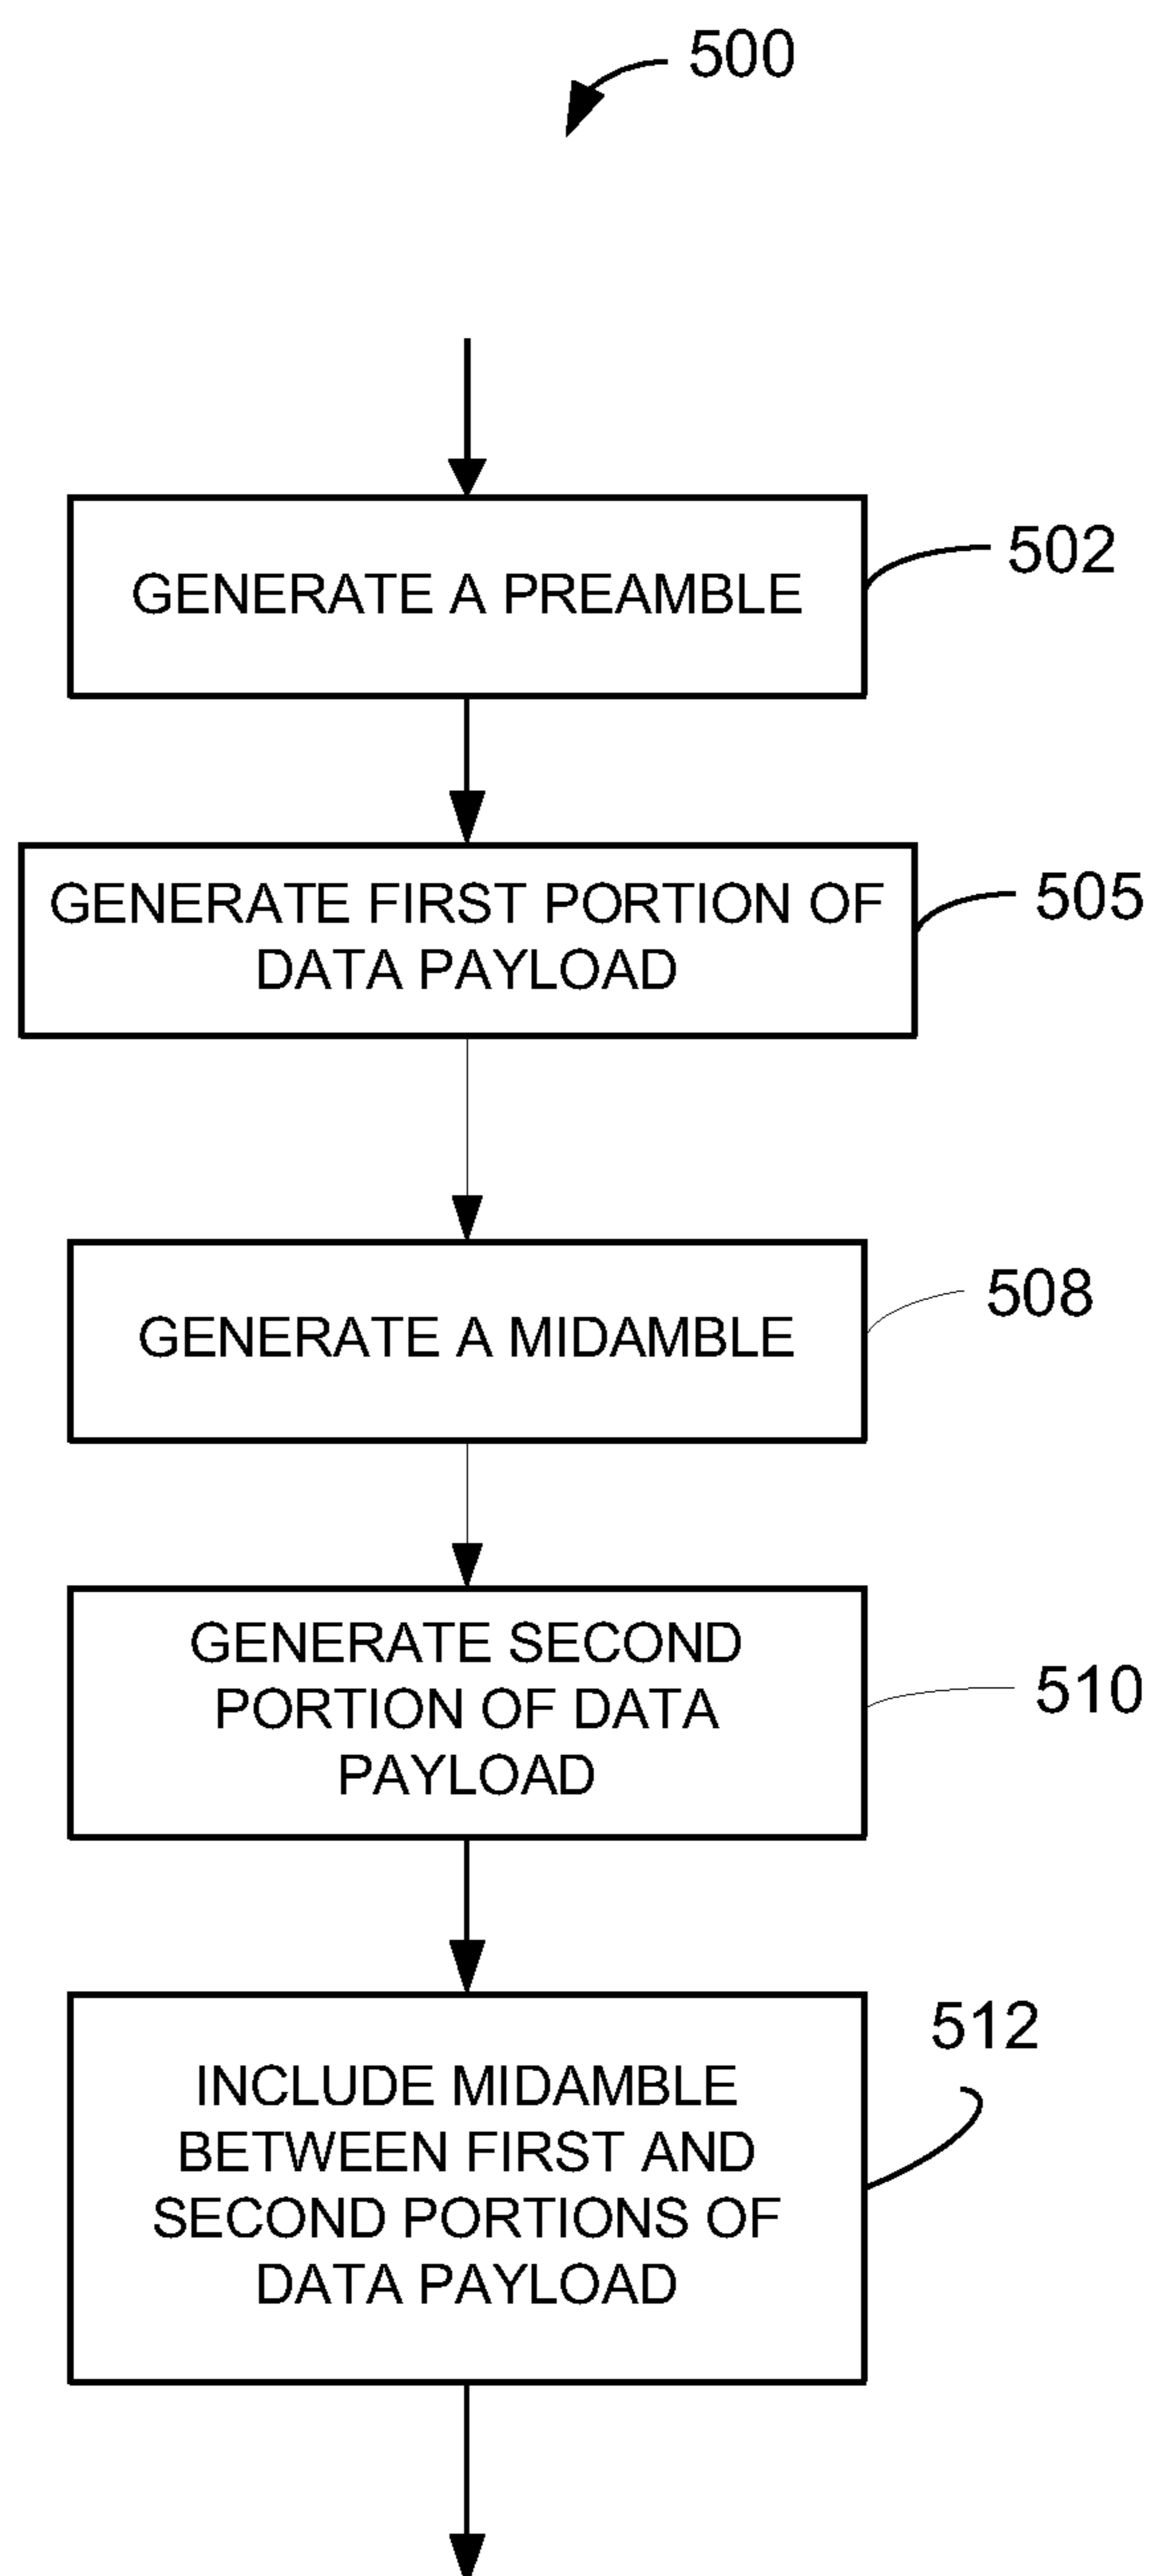 500
GENERATE A PREAMBLE
502
GENERATE FIRST PORTION OF
DATA PAYLOAD
505
GENERATE A MIDAMBLE
508
GENERATE SECOND
PORTION OF DATA
PAYLOAD
510
INCLUDE MIDAMBLE
BETWEEN FIRST AND
SECOND PORTIONS OF
DATA PAYLOAD
512